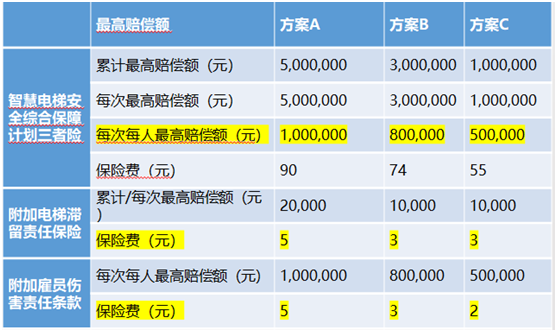 最高赔偿额 方案A 方案B 方案C
智慧电梯安全综合保障计划三者险
累计最高赔偿额（元） 5,000,000 3,000,000 1,000,000
每次最高赔偿额（元） 5,000,000 3,000,000 1,000,000
每次每人最高赔偿额（元） 1,000,000 800,000 500,000
保险费（元） 90 74 55
附加电梯滞留责任保险
累计/每次最高赔偿额（元） 20,000 10,000 10,000
保险费（元） 5 3 3
附加雇员伤害责任条款
每次每人最高赔偿额（元） 1,000,000 800,000 500,000
保险费（元） 5 3 2